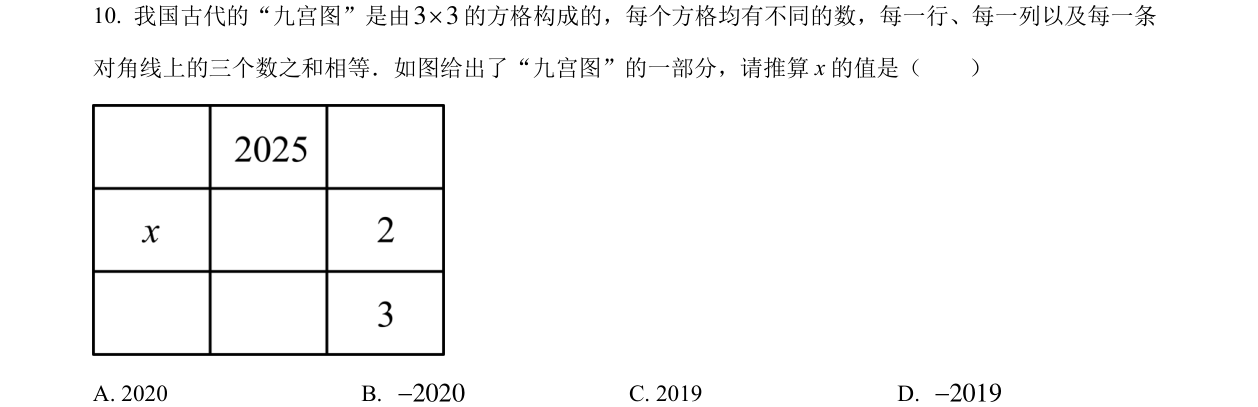 10. 我国古代的“九宫图”是由3×3的方格构成的，每个方格均有不同的数，每一行、每一列以及每一条
对角线上的三个数之和相等．如图给出了“九宫图”的一部分，请推算 x 的值是（　　）
2025
x 2
3
A. 2020 B. −2020 C. 2019 D. −2019